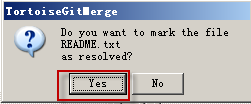 TortoiseGitMerge
Do you want to mark the file
README.txt
as resolved?
Yes
No